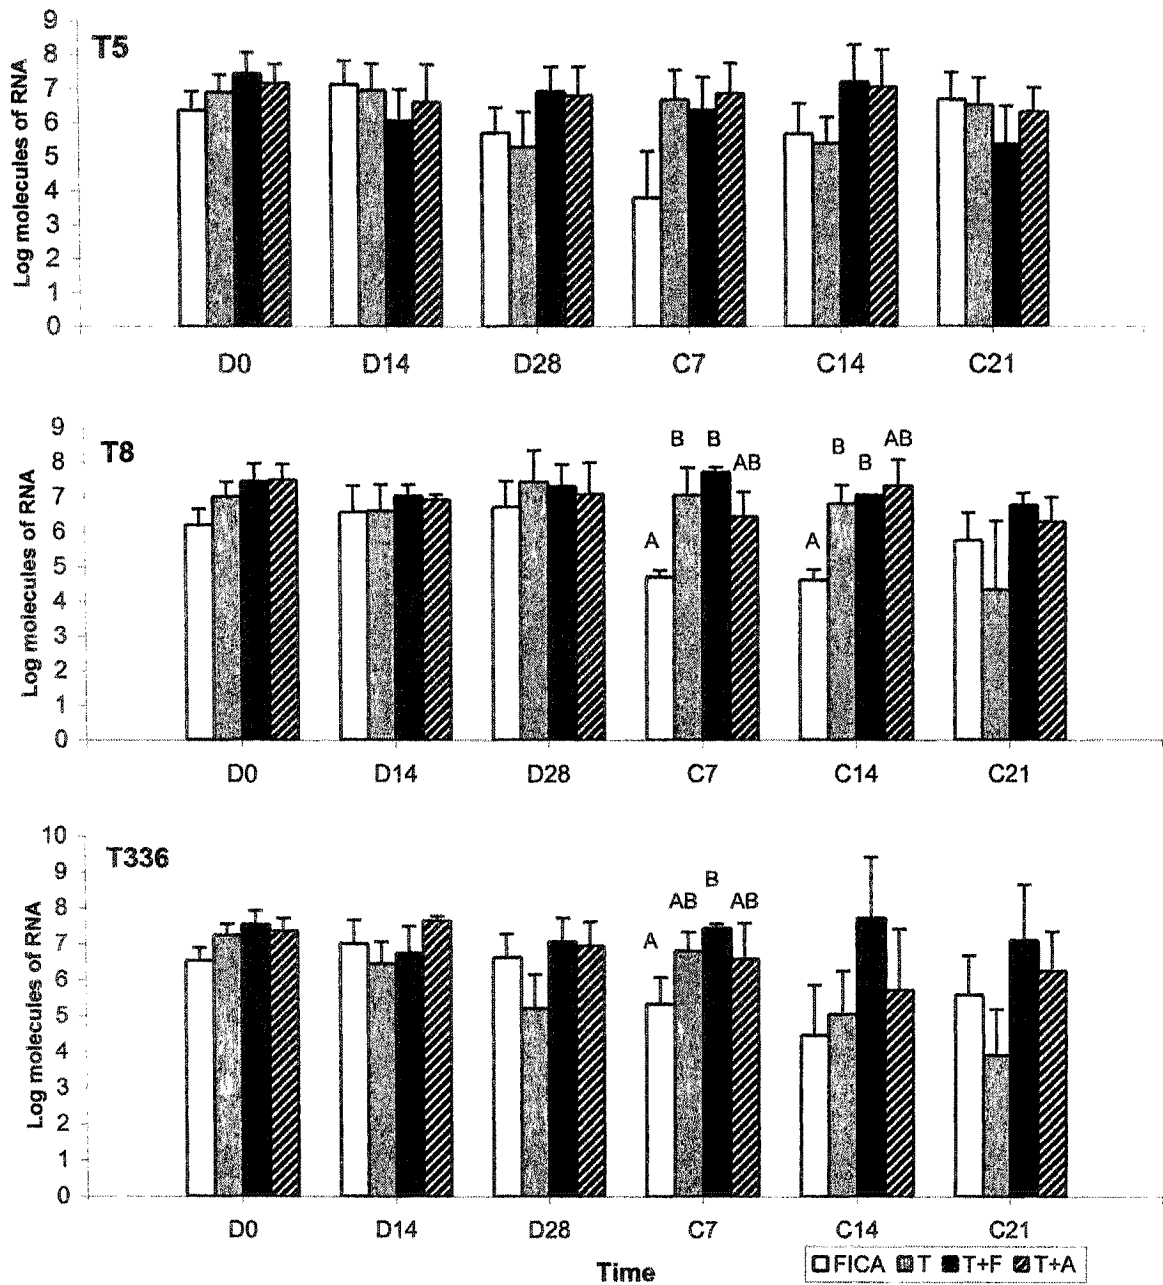 T5
Log molecules of RNA
9
8
7
6
5
4
3
2
1
0
D0 D14 D28 C7 C14 C21
T8
Log molecules of RNA
9
8
7
6
5
4
3
2
1
0
A B B AB
A B B AB
D0 D14 D28 C7 C14 C21
T336
Log molecules of RNA
10
9
8
7
6
5
4
3
2
1
0
A AB B AB
D0 D14 D28 C7 C14 C21
Time
FICA T T+F T+A